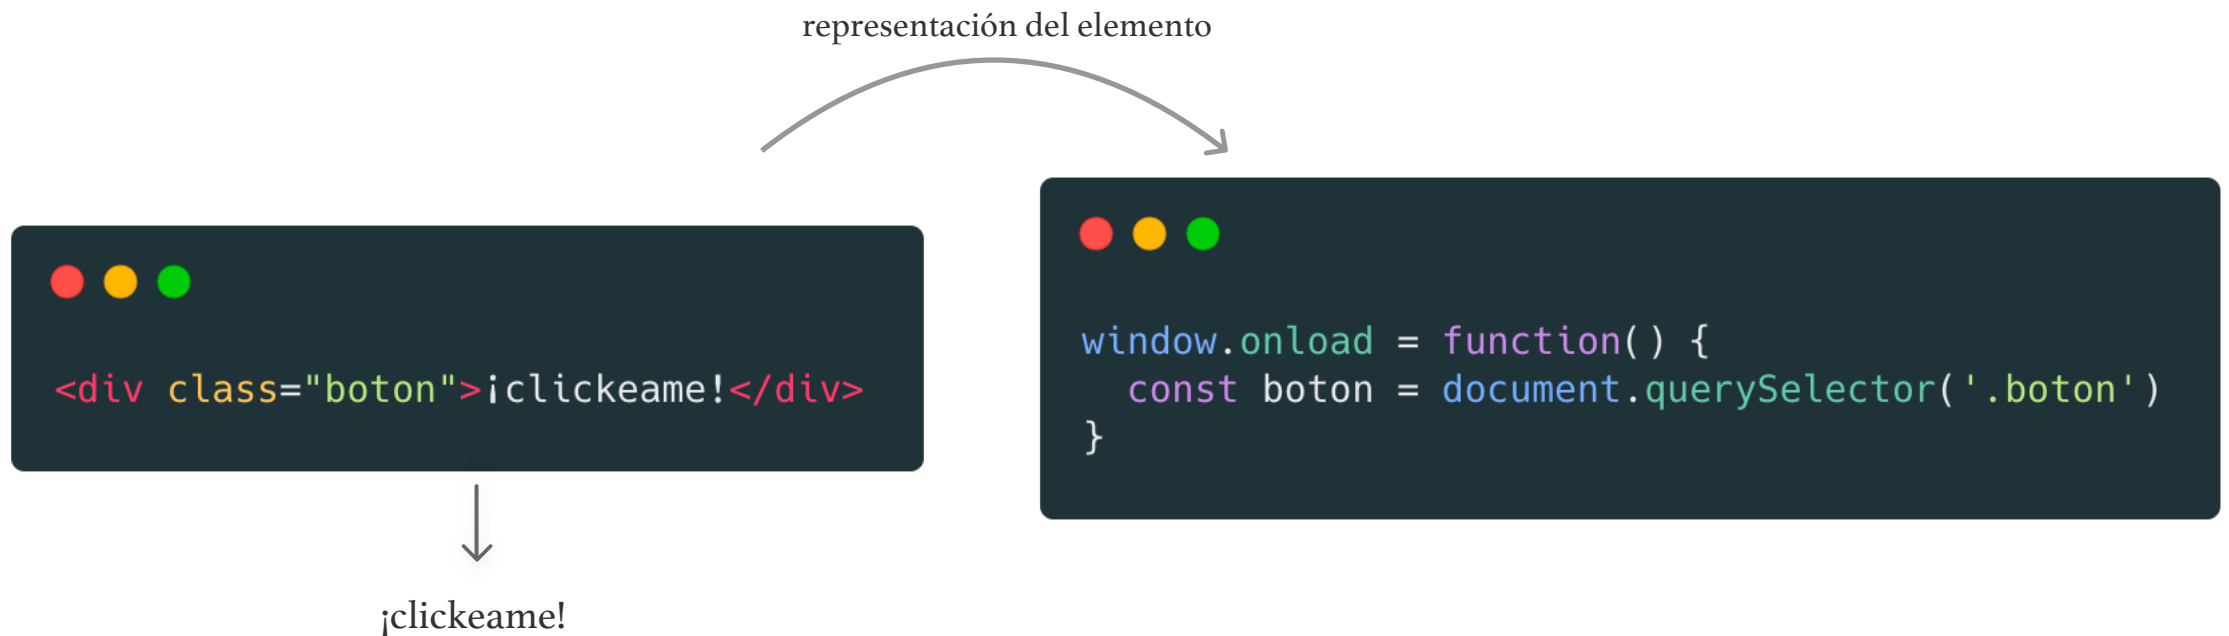 representación del elemento
<div class="boton">¡clickeame!</div>
¡clickeame!
window.onload = function() {
  const boton = document.querySelector('.boton')
}